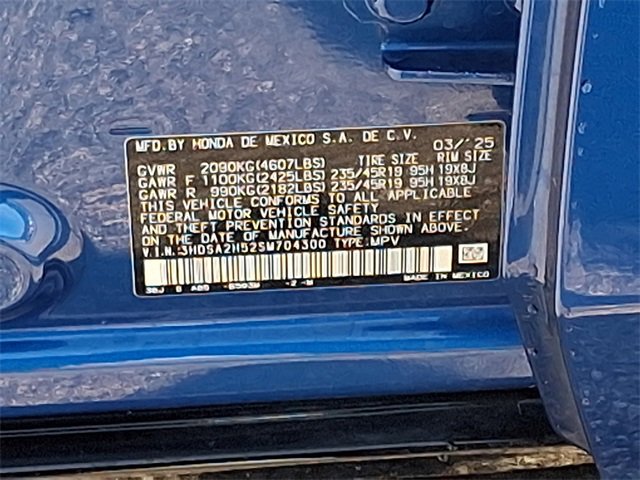 MFD.BY HONDA DE MEXICO S.A. DE C.V. 03/'25
GVWR 2090KG(4607LBS) TIRE SIZE RIM SIZE
GAWR F 1100KG(2425LBS) 235/45R19 95H 19X8J
GAWR R 990KG(2182LBS) 235/45R19 95H 19X8J
THIS VEHICLE CONFORMS TO ALL APPLICABLE
FEDERAL MOTOR VEHICLE SAFETY
AND THEFT PREVENTION STANDARDS IN EFFECT
ON THE DATE OF MANUFACTURE SHOWN ABOVE.
V.I.N.:3HDSA2H52SM704300 TYPE:MPV
MADE IN MEXICO